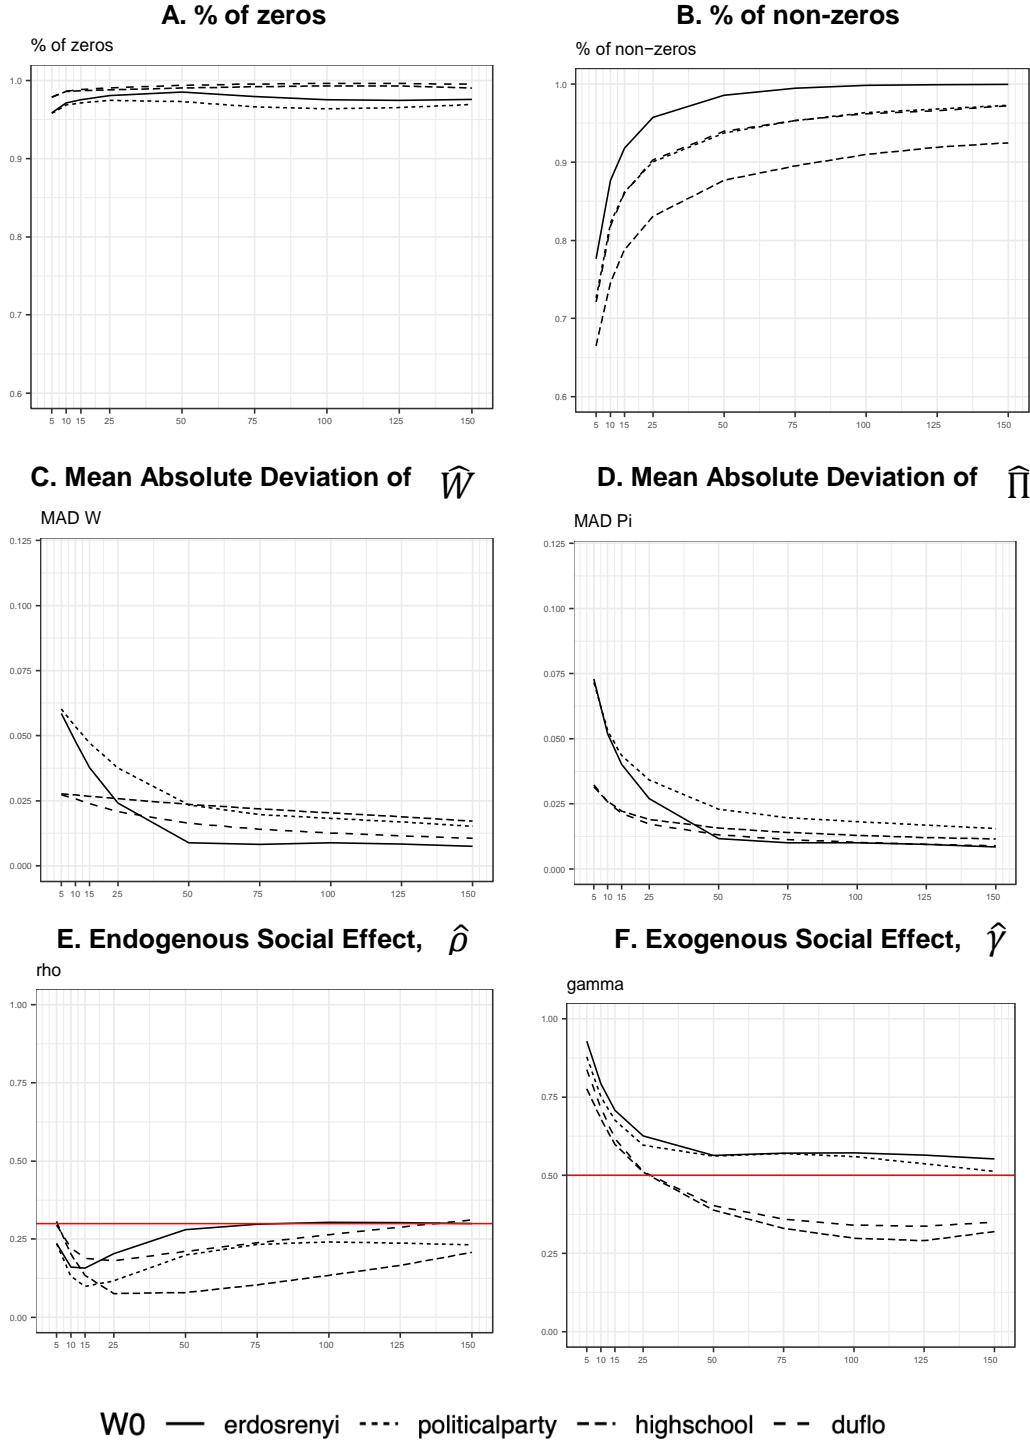 A. % of zeros
B. % of non-zeros
% of zeros
% of non−zeros
1.0
0.9
0.8
0.7
0.6
5 10 15 25 50 75 100 125 150
1.0
0.9
0.8
0.7
0.6
5 10 15 25 50 75 100 125 150
C. Mean Absolute Deviation of Ŵ
D. Mean Absolute Deviation of Π̂
MAD W
MAD Pi
0.125
0.100
0.075
0.050
0.025
0.000
5 10 15 25 50 75 100 125 150
0.125
0.100
0.075
0.050
0.025
0.000
5 10 15 25 50 75 100 125 150
E. Endogenous Social Effect, ρ̂
F. Exogenous Social Effect, γ̂
rho
gamma
1.00
0.75
0.50
0.25
0.00
5 10 15 25 50 75 100 125 150
1.00
0.75
0.50
0.25
0.00
5 10 15 25 50 75 100 125 150
W0 erdosrenyi politicalparty highschool duflo